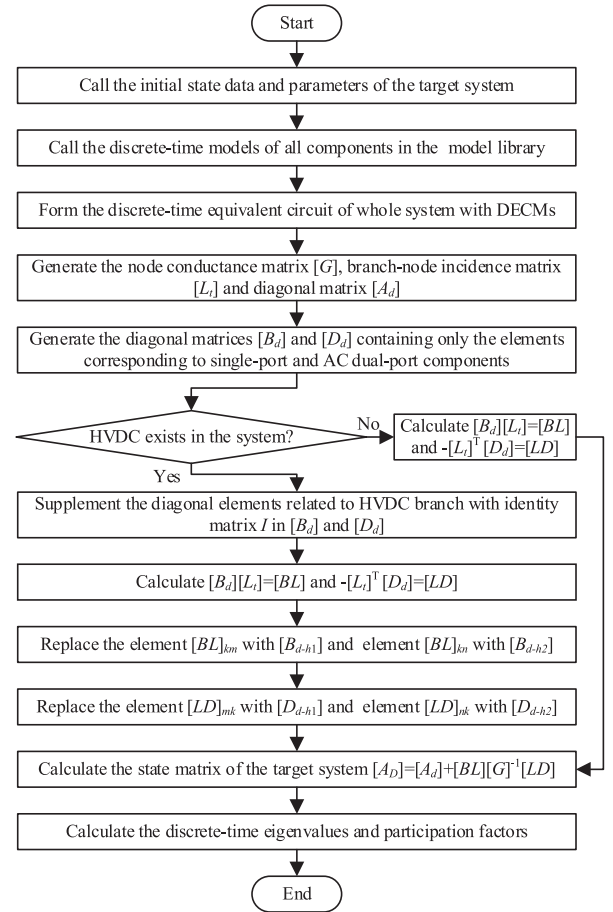 Start
Call the initial state data and parameters of the target system
Call the discrete-time models of all components in the model library
Form the discrete-time equivalent circuit of whole system with DECMs
Generate the node conductance matrix [G], branch-node incidence matrix
[Lt] and diagonal matrix [Ad]
Generate the diagonal matrices [Bd] and [Dd] containing only the elements
corresponding to single-port and AC dual-port components
HVDC exists in the system?
No
Calculate [Bd][Lt]=[BL]
and -[Lt]^T [Dd]=[LD]
Yes
Supplement the diagonal elements related to HVDC branch with identity
matrix I in [Bd] and [Dd]
Calculate [Bd][Lt]=[BL] and -[Lt]^T [Dd]=[LD]
Replace the element [BL]km with [Bd-h1] and element [BL]kn with [Bd-h2]
Replace the element [LD]mk with [Dd-h1] and element [LD]nk with [Dd-h2]
Calculate the state matrix of the target system [AD]=[Ad]+[BL][G]^-1[LD]
Calculate the discrete-time eigenvalues and participation factors
End